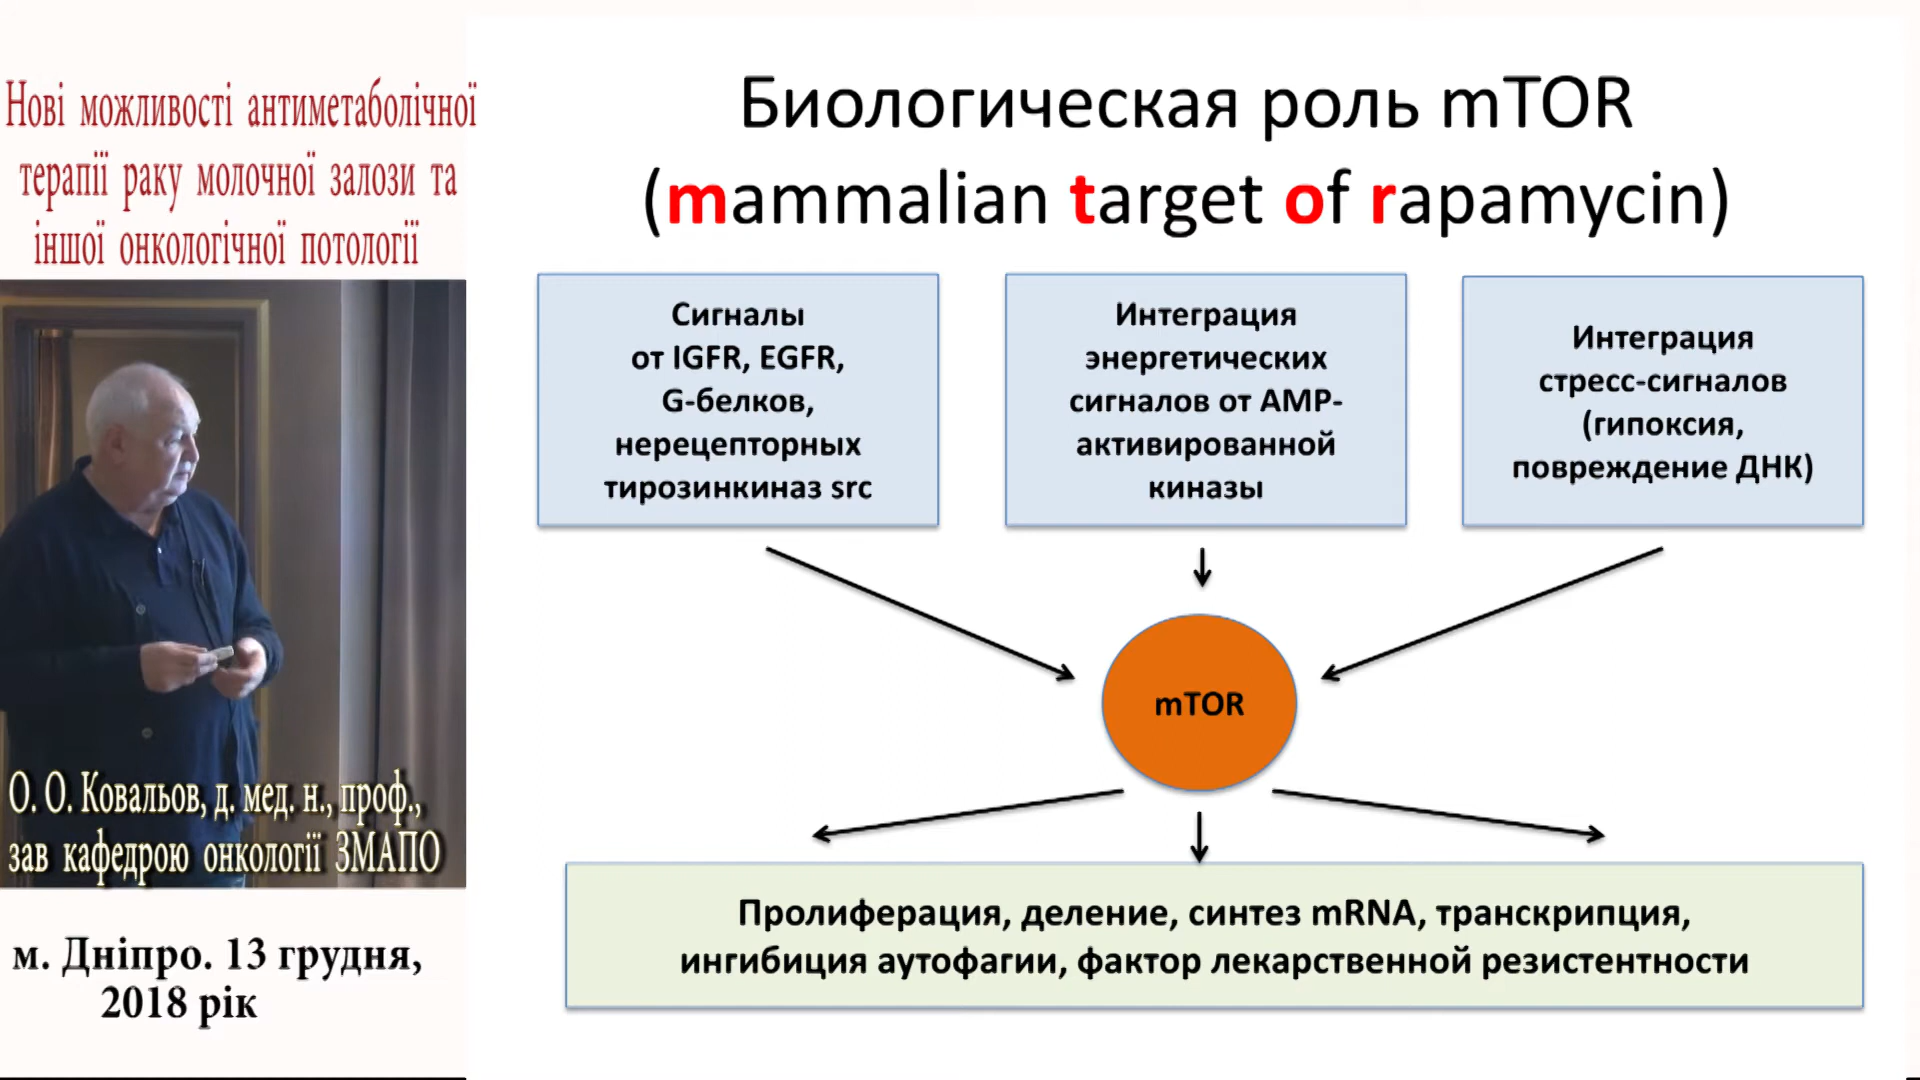 Нові можливості антиметаболічної
терапії раку молочної залози та
іншої онкологічної потології
О. О. Ковальов, д. мед. н., проф.,
зав кафедрою онкології ЗМАПО
м. Дніпро. 13 грудня,
2018 рік
Биологическая роль mTOR
(mammalian target of rapamycin)
Сигналы
от IGFR, EGFR,
G-белков,
нерецепторных
тирозинкиназ src
Интеграция
энергетических
сигналов от АМР-
активированной
киназы
Интеграция
стресс-сигналов
(гипоксия,
повреждение ДНК)
mTOR
Пролиферация, деление, синтез mRNA, транскрипция,
ингибиция аутофагии, фактор лекарственной резистентности